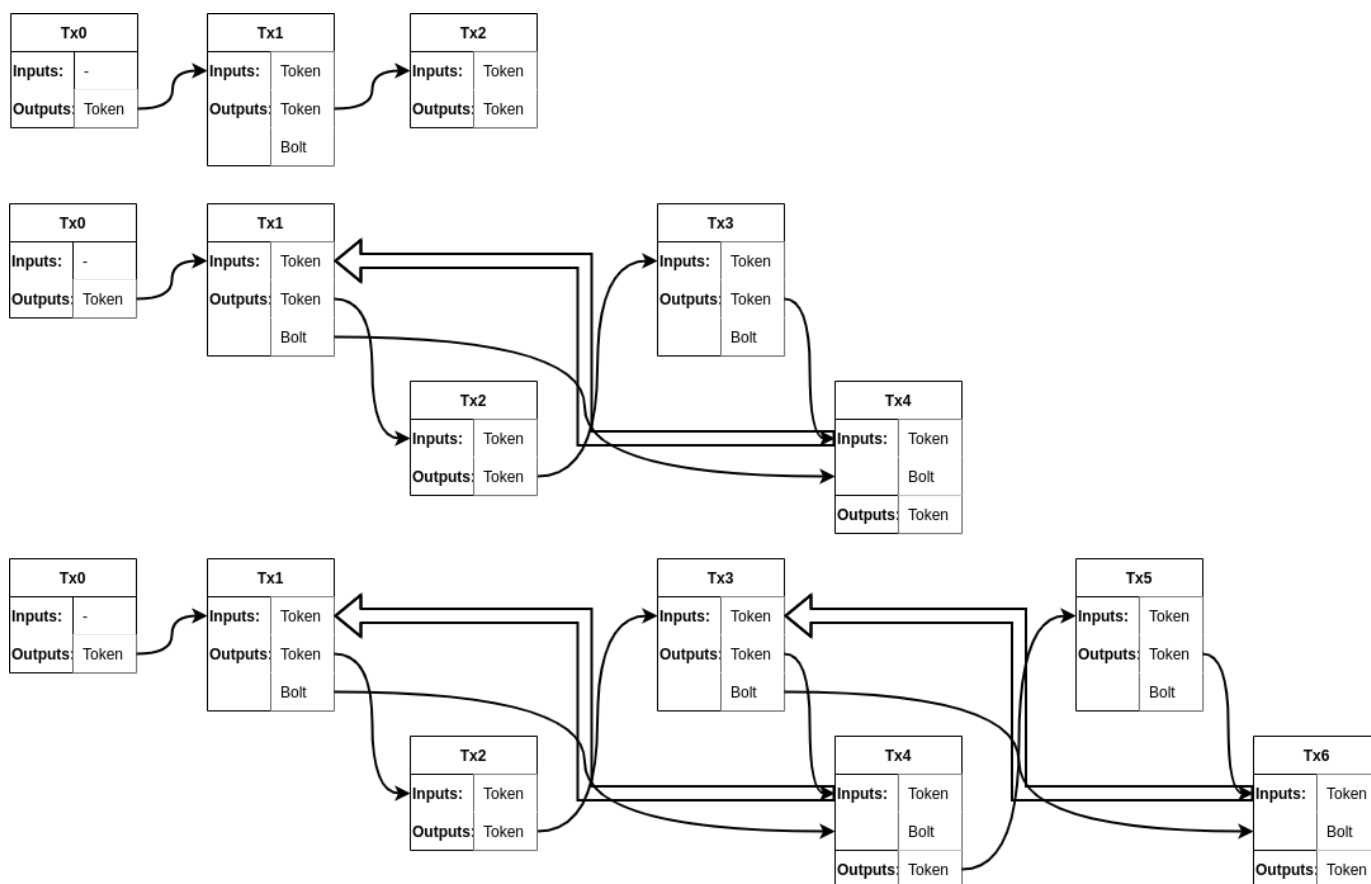 Tx0 Tx1 Tx2
Inputs: - Inputs: Token Inputs: Token
Outputs: Token Outputs: Token Outputs: Token
Bolt
Tx0 Tx1 Tx3
Inputs: - Inputs: Token Inputs: Token
Outputs: Token Outputs: Token Outputs: Token
Bolt Bolt
Tx2 Tx4
Inputs: Token Inputs: Token
Outputs: Token Bolt
Outputs: Token
Tx0 Tx1 Tx3 Tx5
Inputs: - Inputs: Token Inputs: Token Inputs: Token
Outputs: Token Outputs: Token Outputs: Token Outputs: Token
Bolt Bolt Bolt
Tx2 Tx4 Tx6
Inputs: Token Inputs: Token Inputs: Token
Outputs: Token Bolt Bolt
Outputs: Token Outputs: Token